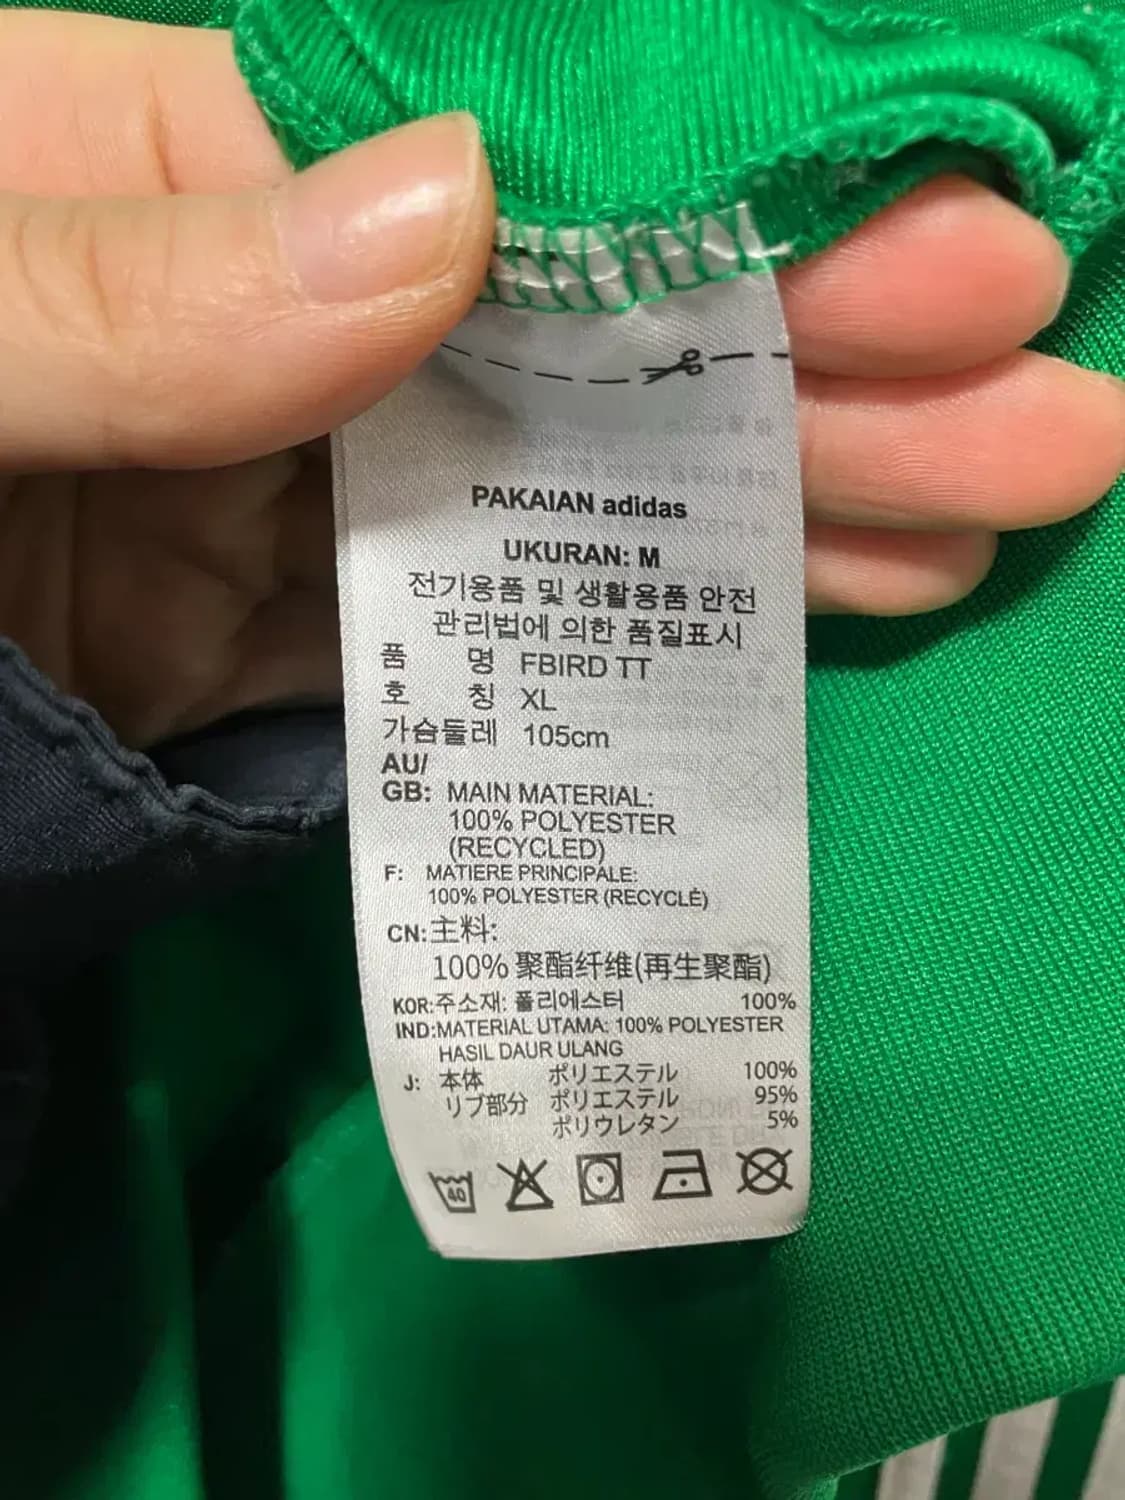 PAKAIAN adidas
UKURAN: M
전기용품 및 생활용품 안전
관리법에 의한 품질표시
품 명 FBIRD TT
호 칭 XL
가슴둘레 105cm
AU/
GB: MAIN MATERIAL:
100% POLYESTER
(RECYCLED)
F: MATIERE PRINCIPALE:
100% POLYESTER (RECYCLÉ)
CN:主料:
100% 聚酯纤维(再生聚酯)
KOR:주소재: 폴리에스터 100%
IND:MATERIAL UTAMA: 100% POLYESTER
HASIL DAUR ULANG
J: 本体 ポリエステル 100%
リブ部分 ポリエステル 95%
ポリウレタン 5%
40